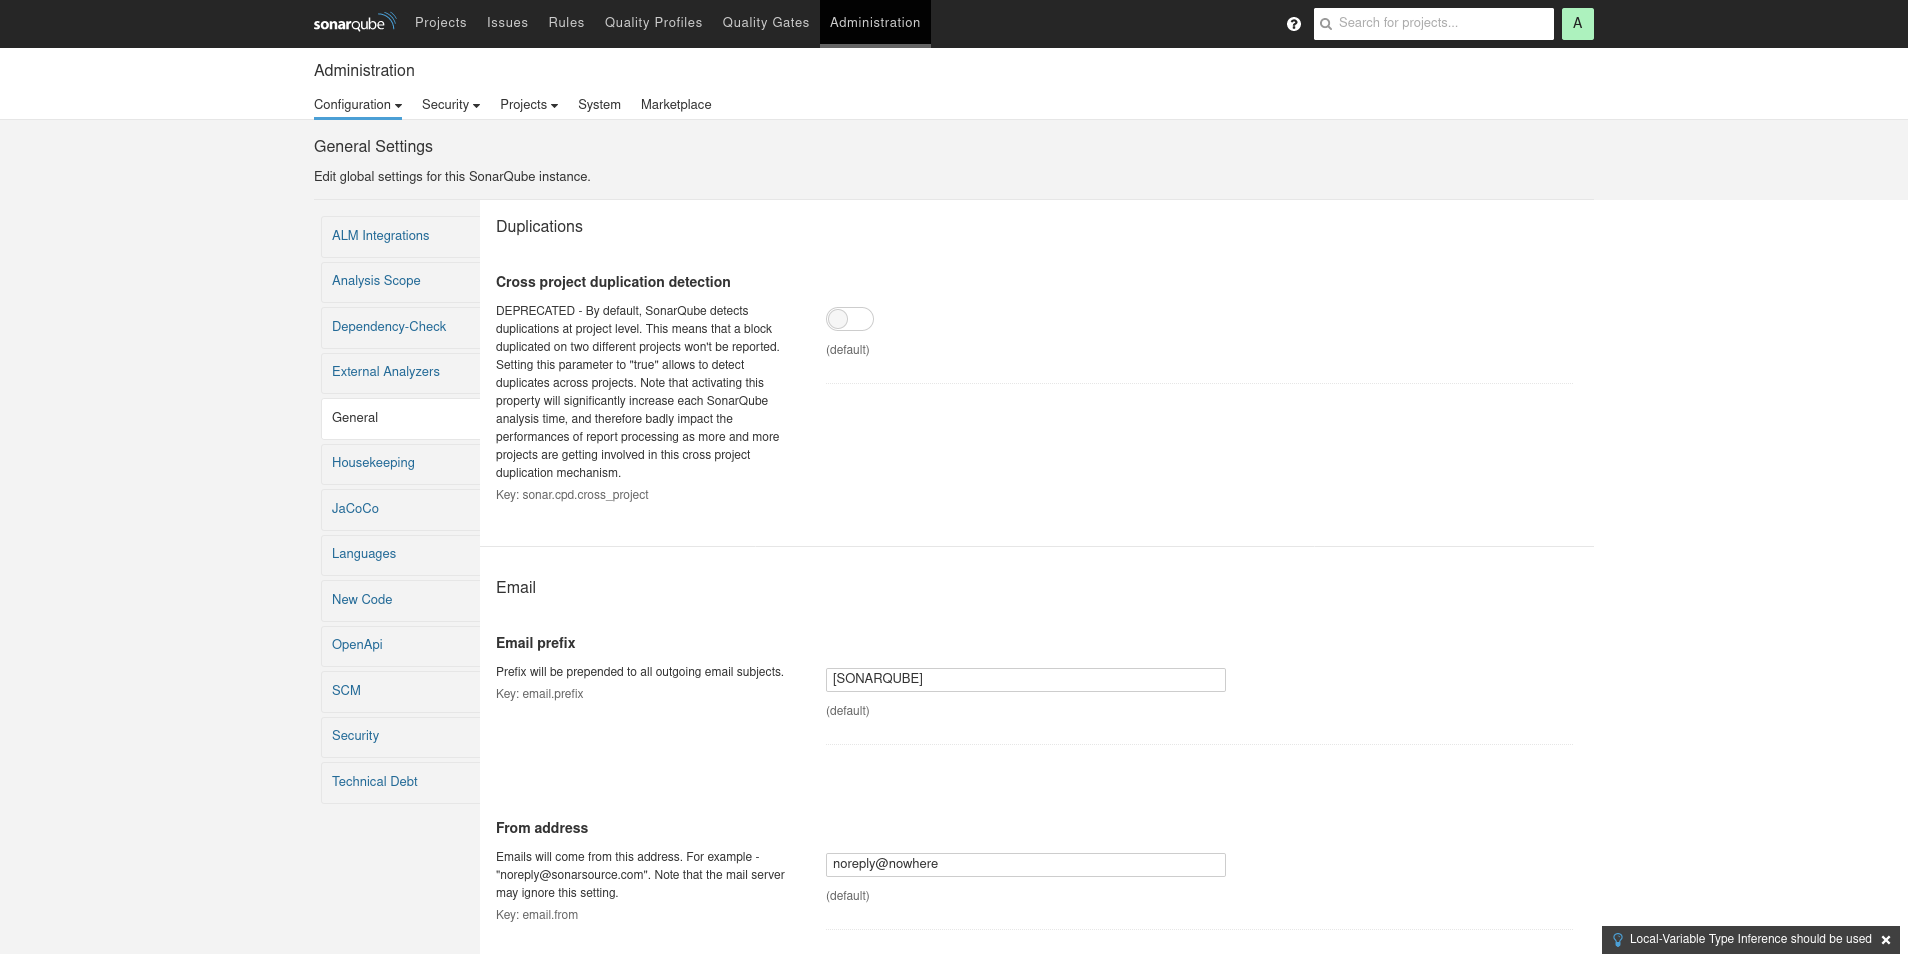 sonarqube Projects Issues Rules Quality Profiles Quality Gates Administration Search for projects... A
Administration
Configuration Security Projects System Marketplace
General Settings
Edit global settings for this SonarQube instance.
ALM Integrations
Analysis Scope
Dependency-Check
External Analyzers
General
Housekeeping
JaCoCo
Languages
New Code
OpenApi
SCM
Security
Technical Debt
Duplications
Cross project duplication detection
DEPRECATED - By default, SonarQube detects
duplications at project level. This means that a block
duplicated on two different projects won't be reported.
Setting this parameter to "true" allows to detect
duplicates across projects. Note that activating this
property will significantly increase each SonarQube
analysis time, and therefore badly impact the
performances of report processing as more and more
projects are getting involved in this cross project
duplication mechanism.
Key: sonar.cpd.cross_project
(default)
Email
Email prefix
Prefix will be prepended to all outgoing email subjects.
Key: email.prefix
[SONARQUBE]
(default)
From address
Emails will come from this address. For example -
"noreply@sonarsource.com". Note that the mail server
may ignore this setting.
Key: email.from
noreply@nowhere
(default)
Local-Variable Type Inference should be used